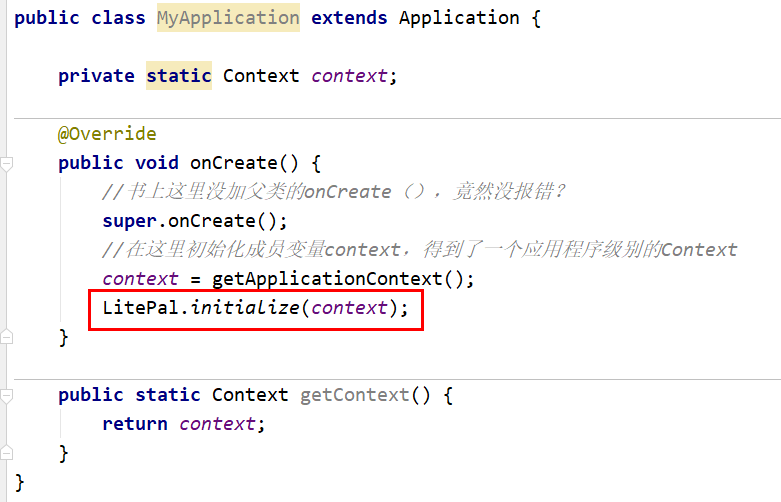 public class MyApplication extends Application {
private static Context context;
@Override
public void onCreate() {
//书上这里没加父类的onCreate（），竟然没报错？
super.onCreate();
//在这里初始化成员变量context，得到了一个应用程序级别的Context
context = getApplicationContext();
LitePal.initialize(context);
}
public static Context getContext() {
return context;
}
}